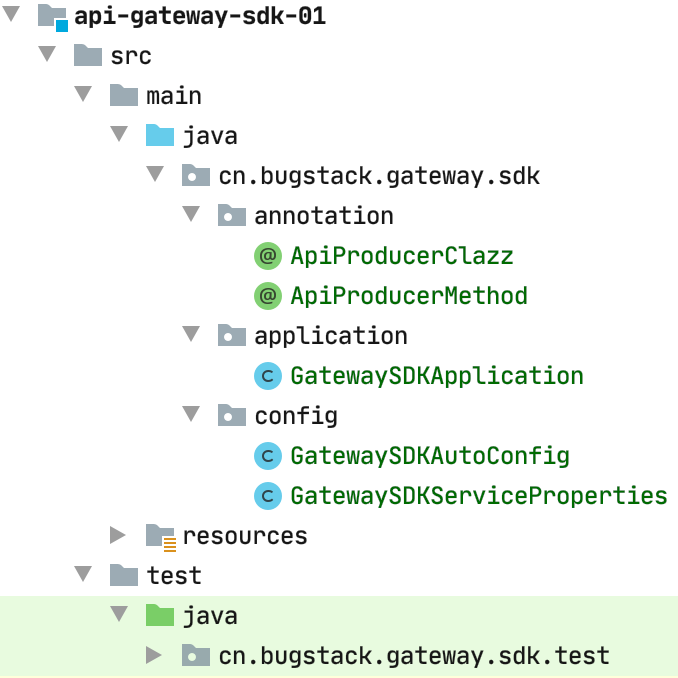 api-gateway-sdk-01
src
main
java
cn.bugstack.gateway.sdk
annotation
@ ApiProducerClazz
@ ApiProducerMethod
application
C GatewaySDKApplication
config
C GatewaySDKAutoConfig
C GatewaySDKServiceProperties
resources
test
java
cn.bugstack.gateway.sdk.test